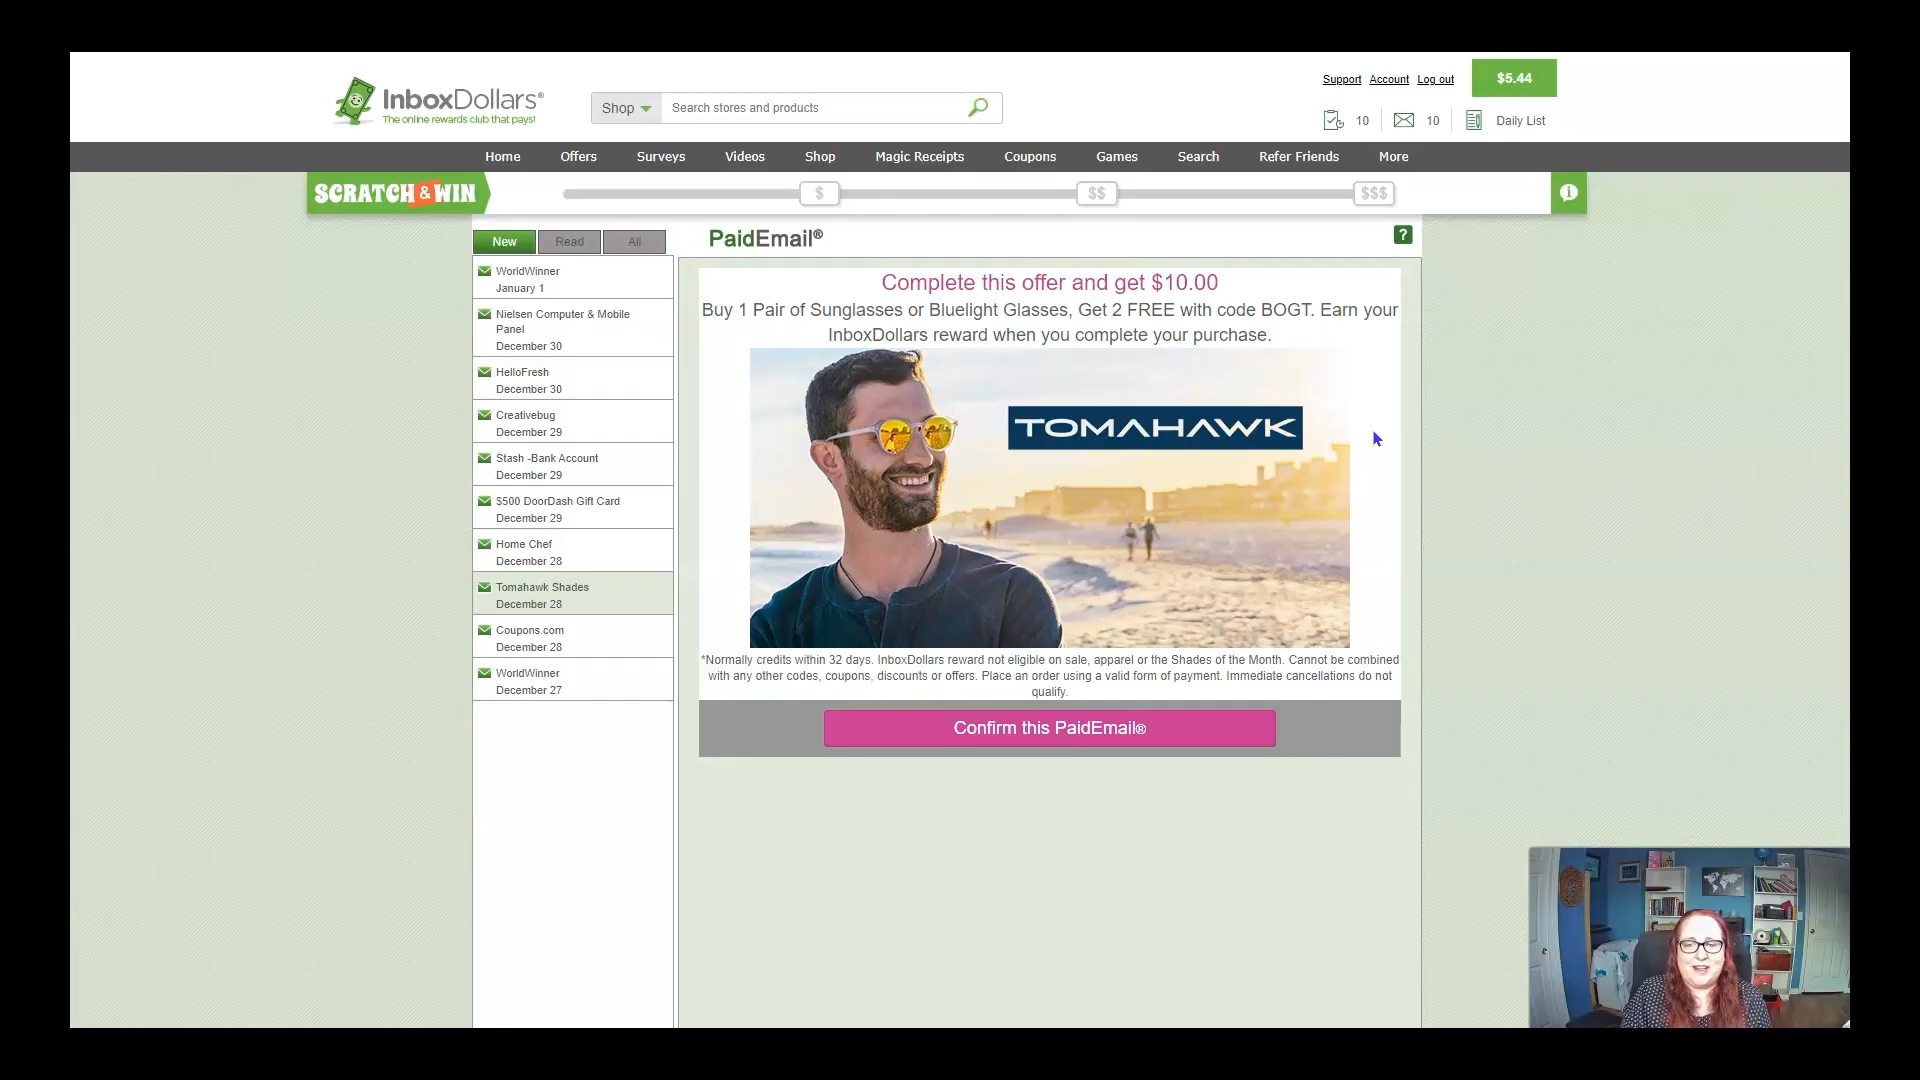 InboxDollars®
The online rewards club that pays!
Shop
Search stores and products
Support Account Log out
$5.44
10
10
Daily List
Home Offers Surveys Videos Shop Magic Receipts Coupons Games Search Refer Friends More
SCRATCH & WIN
$
$$
$$$
New Read All
WorldWinner
January 1
Nielsen Computer & Mobile
Panel
December 30
HelloFresh
December 30
Creativebug
December 29
Stash -Bank Account
December 29
$500 DoorDash Gift Card
December 29
Home Chef
December 28
Tomahawk Shades
December 28
Coupons.com
December 28
WorldWinner
December 27
PaidEmail®
?
Complete this offer and get $10.00
Buy 1 Pair of Sunglasses or Bluelight Glasses, Get 2 FREE with code BOGT. Earn your
InboxDollars reward when you complete your purchase.
TOMAHAWK
*Normally credits within 32 days. InboxDollars reward not eligible on sale, apparel or the Shades of the Month. Cannot be combined
with any other codes, coupons, discounts or offers. Place an order using a valid form of payment. Immediate cancellations do not
qualify.
Confirm this PaidEmail®